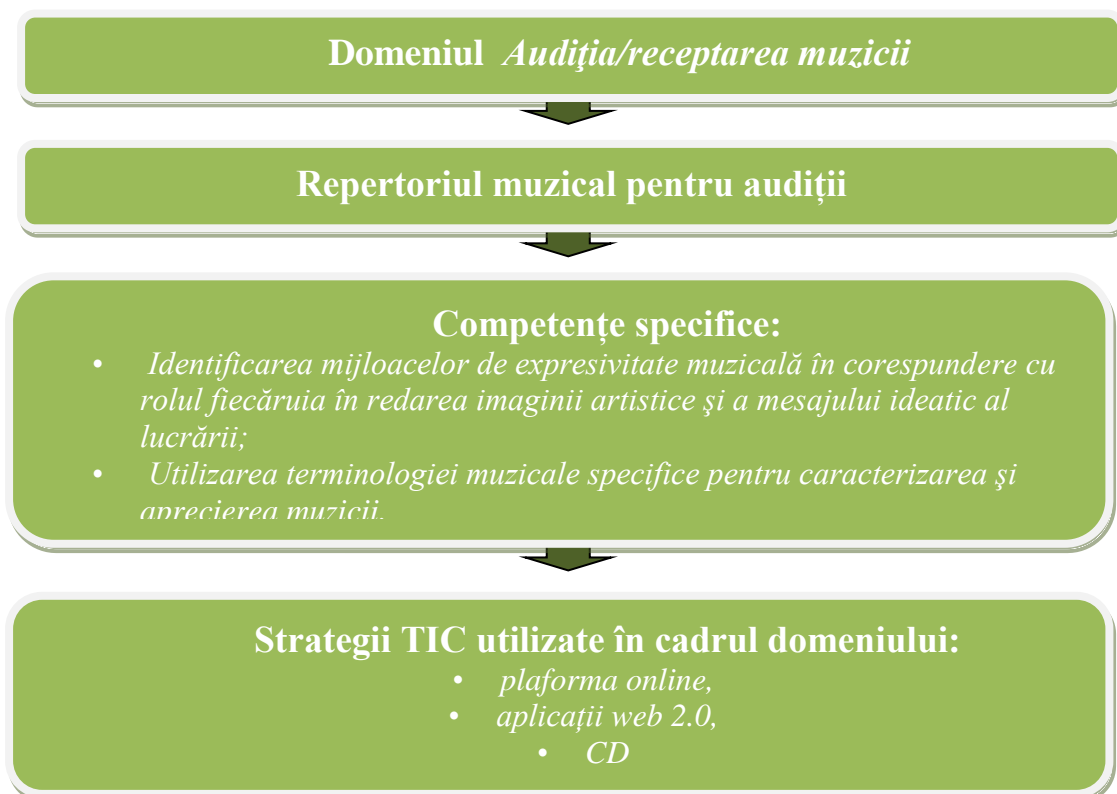 Domeniul Audiţia/receptarea muzicii
Repertoriul muzical pentru audiții
Competențe specifice:
• Identificarea mijloacelor de expresivitate muzicală în corespundere cu
rolul fiecăruia în redarea imaginii artistice şi a mesajului ideatic al
lucrării;
• Utilizarea terminologiei muzicale specifice pentru caracterizarea şi
aprecierea muzicii.
Strategii TIC utilizate în cadrul domeniului:
• plaforma online,
• aplicații web 2.0,
• CD